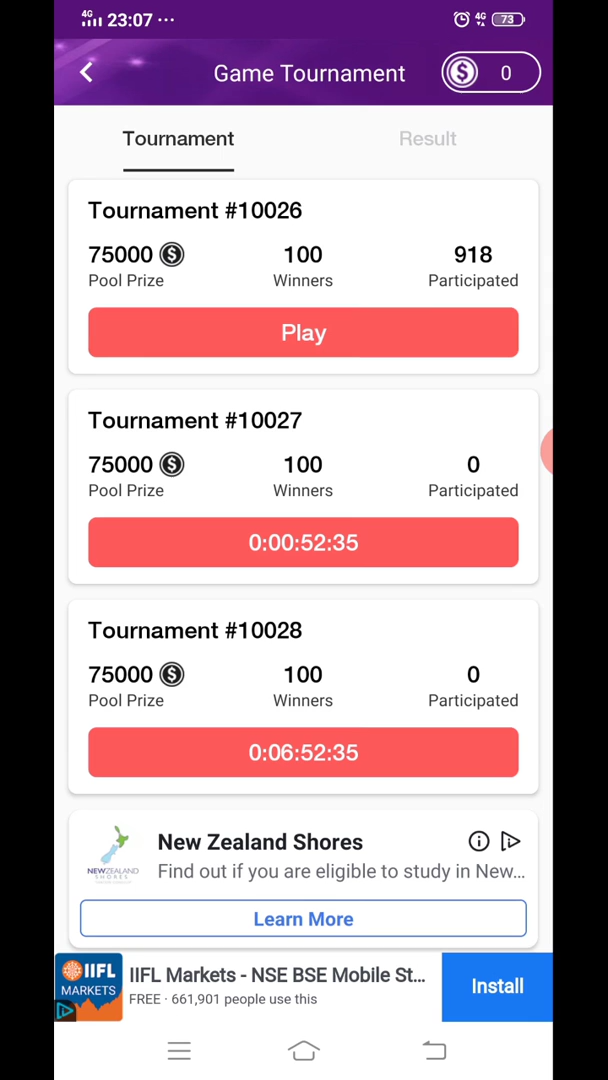 4G 23:07 ... 4G 73
Game Tournament 0
Tournament Result
Tournament #10026
75000 100 918
Pool Prize Winners Participated
Play
Tournament #10027
75000 100 0
Pool Prize Winners Participated
0:00:52:35
Tournament #10028
75000 100 0
Pool Prize Winners Participated
0:06:52:35
New Zealand Shores
NEWZEALAND
SHORES
Find out if you are eligible to study in New...
Learn More
IIFL
MARKETS
IIFL Markets - NSE BSE Mobile St...
FREE · 661,901 people use this
Install